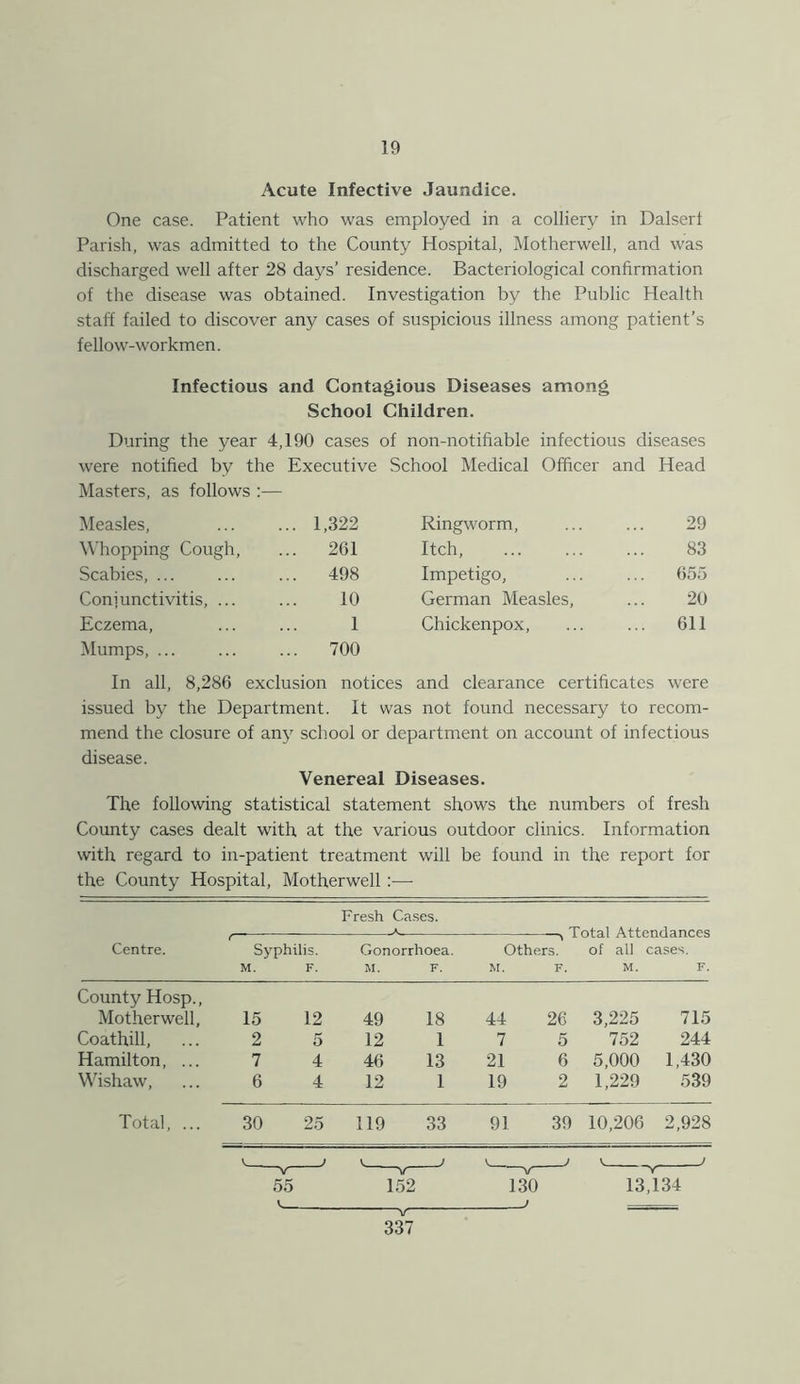 19
Acute Infective Jaundice.
One case. Patient who was employed in a colliery in Dalserf
Parish, was admitted to the County Hospital, Motherwell, and was
discharged well after 28 days' residence. Bacteriological confirmation
of the disease was obtained. Investigation by the Public Health
staff failed to discover any cases of suspicious illness among patient's
fellow-workmen.
Infectious and Contagious Diseases among
School Children.
During the year 4,190 cases of non-notifiable infectious diseases
were notified by the Executive School Medical Officer and Head
Masters, as follows :—
Measles, ... ... 1,322 Ringworm, ... ... 29
Whopping Cough, ... 261 Itch, ... ... ... 83
Scabies, ... ... ... 498 Impetigo, ... ... 655
Conjunctivitis, ... ... 10 German Measles, ... 20
Eczema, ... ... 1 Chickenpox, ... ... 611
Mumps, ... ... ... 700
In all, 8,286 exclusion notices and clearance certificates were
issued by the Department. It was not found necessary to recom-
mend the closure of any school or department on account of infectious
disease.
Venereal Diseases.
The following statistical statement shows the numbers of fresh
County cases dealt with at the various outdoor clinics. Information
with regard to in-patient treatment will be found in the report for
the County Hospital, Motherwell :—
Fresh Cases.
Total Attendances
Centre. Syphilis. Gonorrhoea. Others. of all cases.
M. F. M. F. M. F. M. F.
County Hosp.,
Motherwell, 15 12 49 18 44 26 3,225 715
Coathill, ... 2 5 12 1 7 5 752 244
Hamilton, ... 7 4 46 13 21 6 5,000 1,430
Wishaw, ... 6 4 12 1 19 2 1,229 539
Total, ... 30 25 119 33 91 39 10,206 2,928
55 152 130 13,134
337